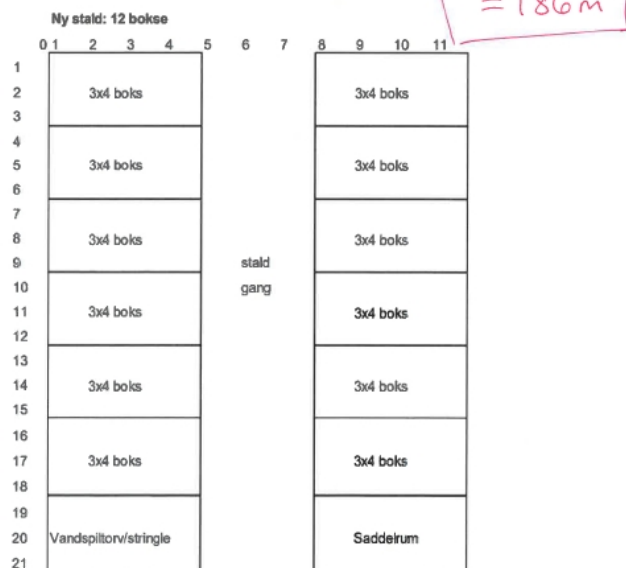 = 186 m
Ny stald: 12 bokse
0 1 2 3 4 5 6 7 8 9 10 11
1
2 3x4 boks 3x4 boks
3
4
5 3x4 boks 3x4 boks
6
7
8 3x4 boks 3x4 boks
9 stald
10 gang
11 3x4 boks 3x4 boks
12
13
14 3x4 boks 3x4 boks
15
16
17 3x4 boks 3x4 boks
18
19
20 Vandspiltorv/stringle Saddelrum
21